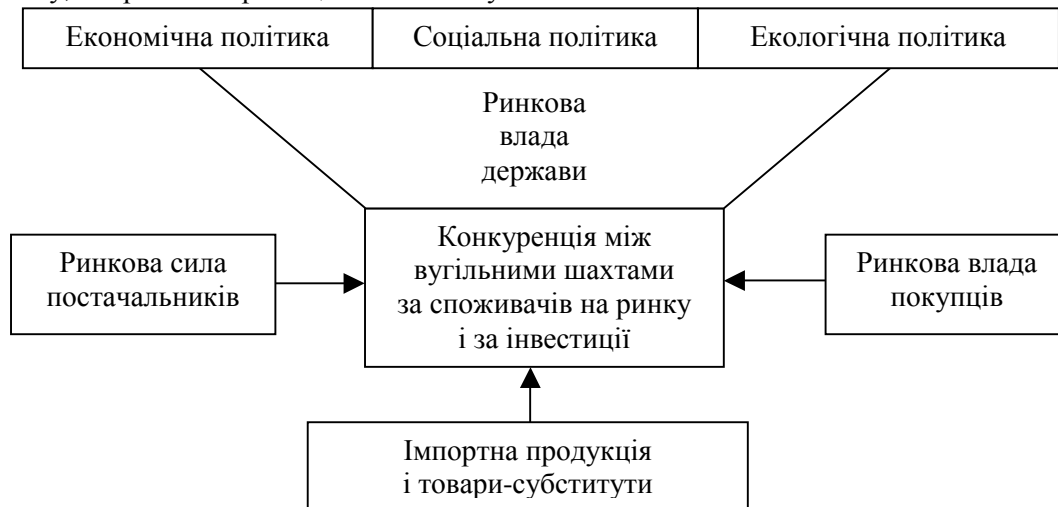 Економічна політика
Соціальна політика
Екологічна політика
Ринкова
влада
держави
Ринкова сила
постачальників
Конкуренція між
вугільними шахтами
за споживачів на ринку
і за інвестиції
Ринкова влада
покупців
Імпортна продукція
і товари-субститути